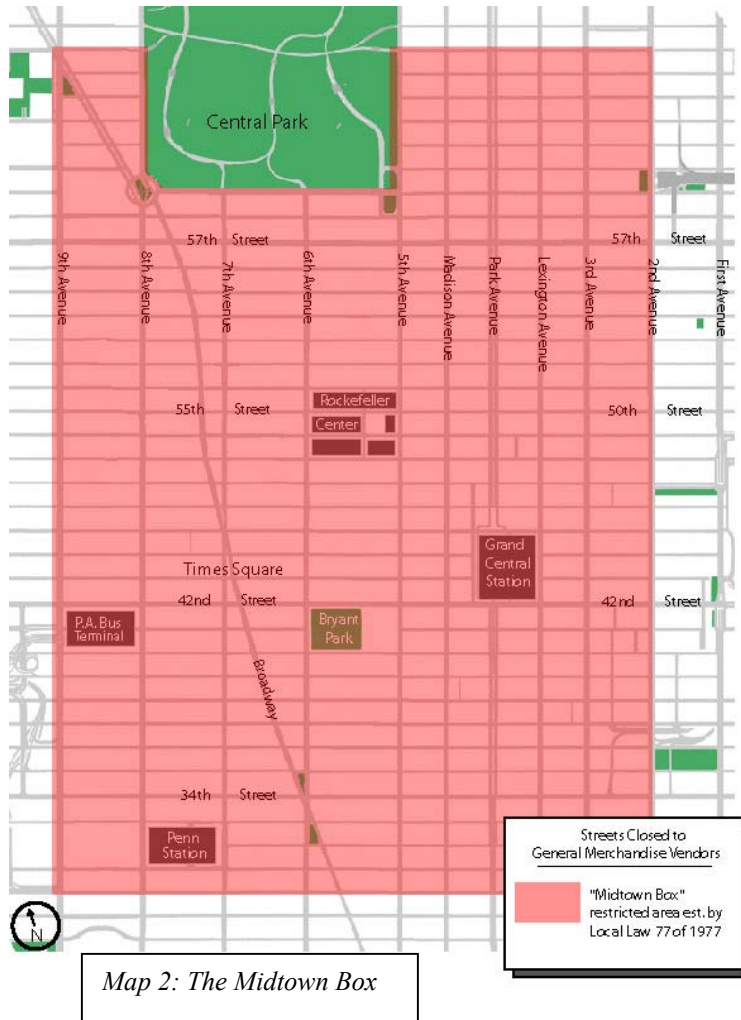 Central Park
57th Street
57th Street
9th Avenue
8th Avenue
7th Avenue
6th Avenue
5th Avenue
Madison Avenue
Park Avenue
Lexington Avenue
3rd Avenue
2nd Avenue
First Avenue
Rockefeller
Center
55th Street
50th Street
Grand
Central
Station
Times Square
42nd Street
42nd Street
P.A. Bus
Terminal
Bryant
Park
Broadway
34th Street
Penn
Station
Streets Closed to
General Merchandise Vendors
"Midtown Box"
restricted area est. by
Local Law 77 of 1977
N
Map 2: The Midtown Box